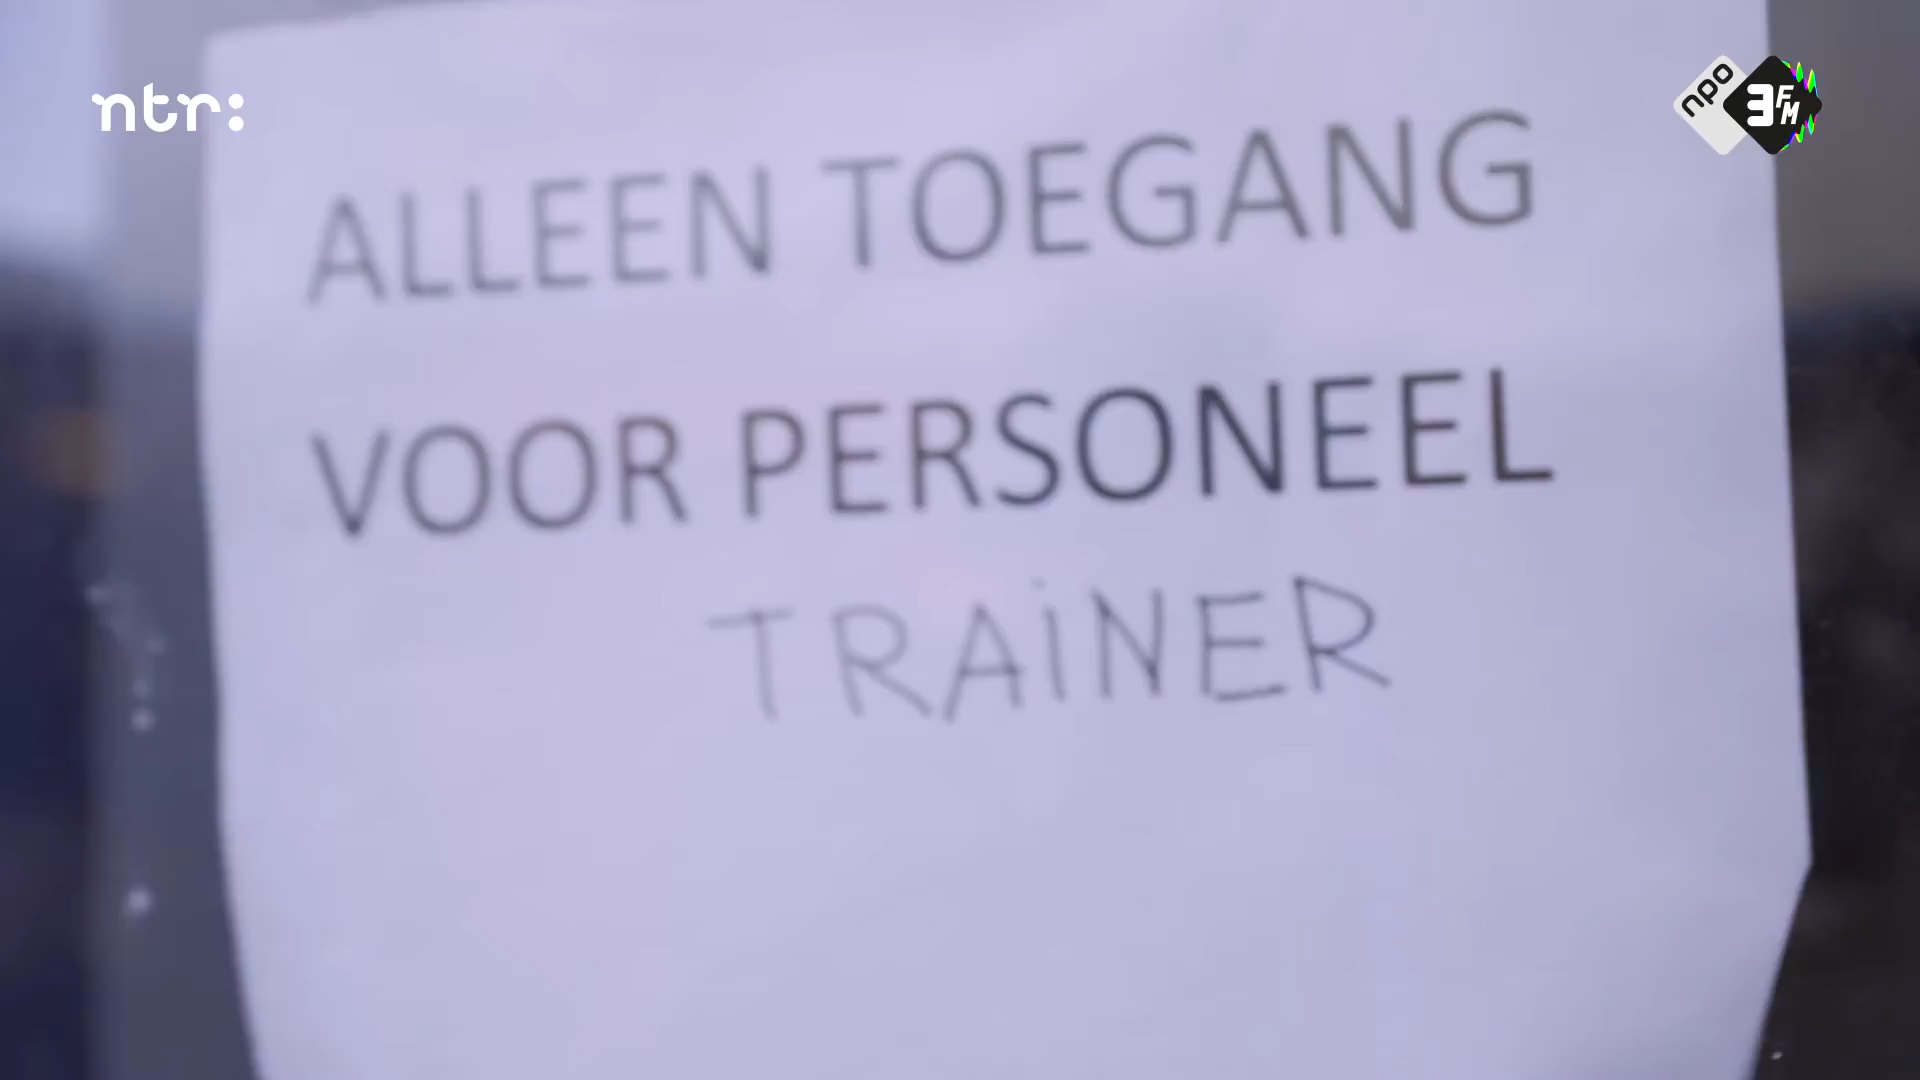 ntr:
npo 3FM
ALLEEN TOEGANG
VOOR PERSONEEL
TRAiNER